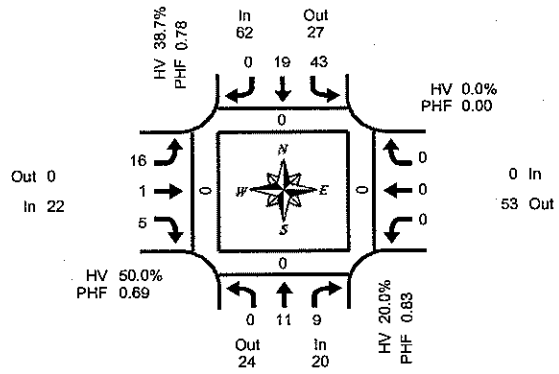 HV 38.7%
PHF 0.78
In Out
62 27
0 19 43
HV 0.0%
PHF 0.00
0
16 0
Out 0 1 0 0 0 0 In
In 22 5 0 53 Out
N
W E
S
0
HV 50.0%
PHF 0.69
0 11 9
Out In
24 20
HV 20.0%
PHF 0.83